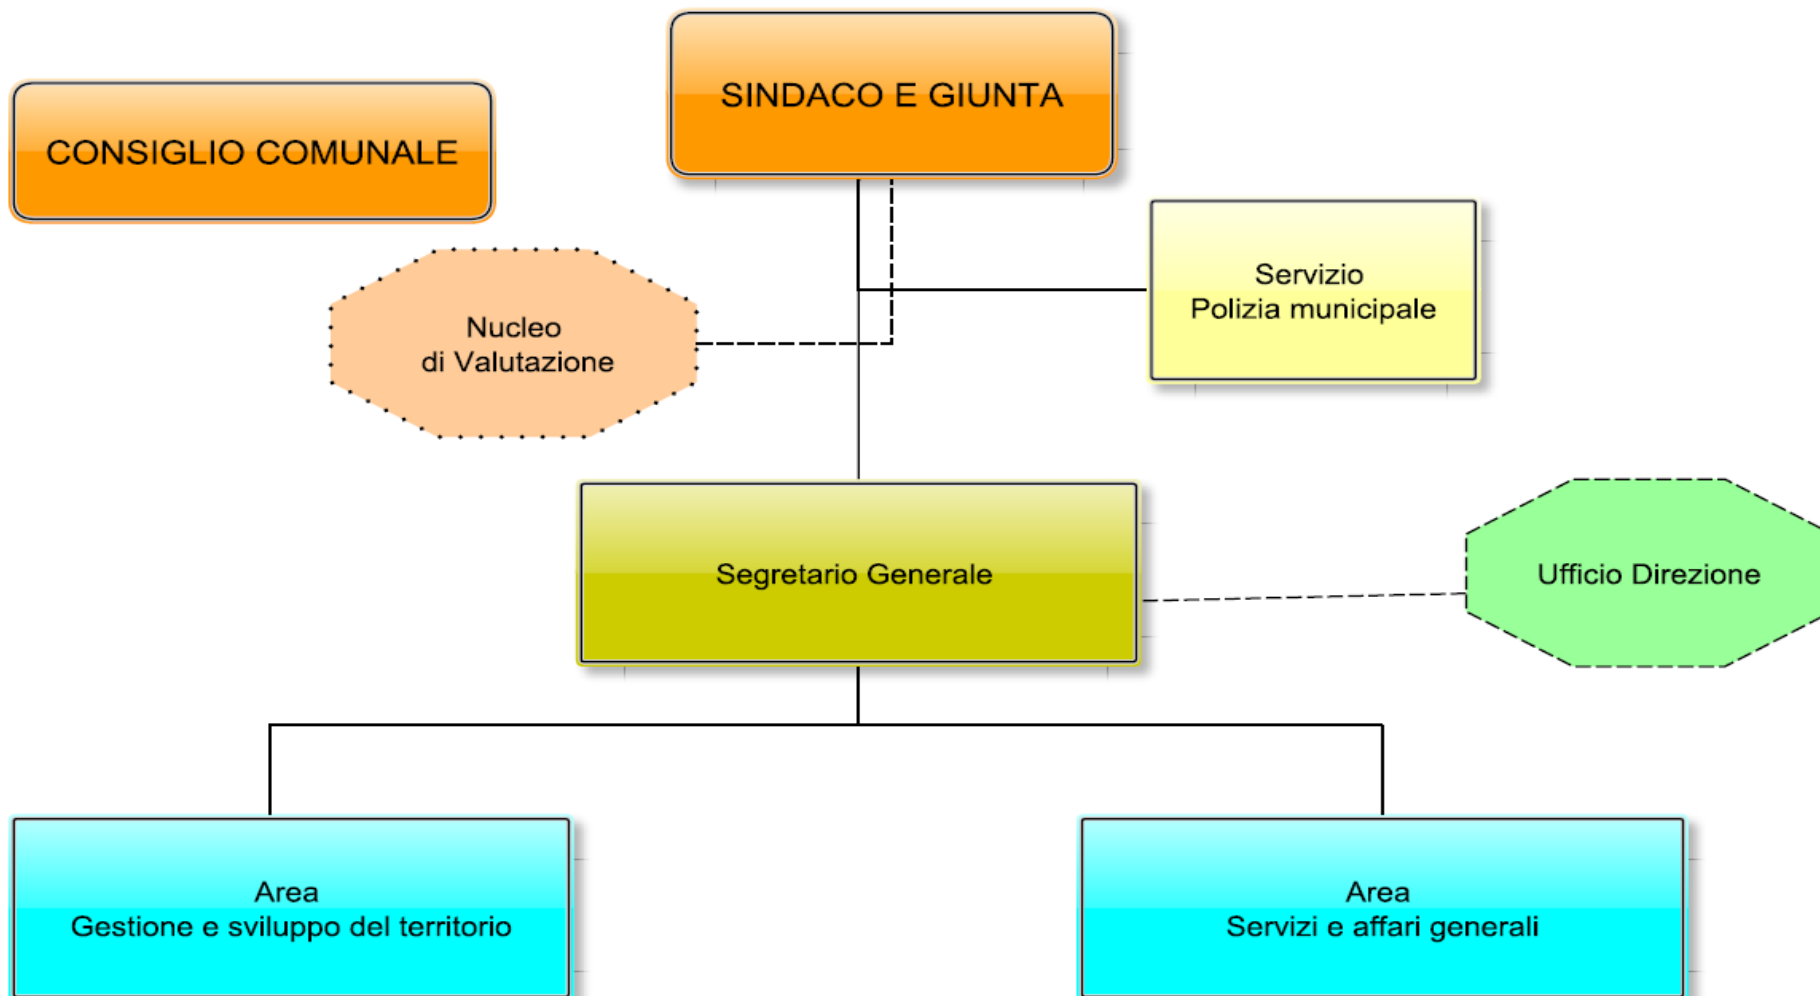 SINDACO E GIUNTA
CONSIGLIO COMUNALE
Servizio
Polizia municipale
Nucleo
di Valutazione
Segretario Generale
Ufficio Direzione
Area
Gestione e sviluppo del territorio
Area
Servizi e affari generali